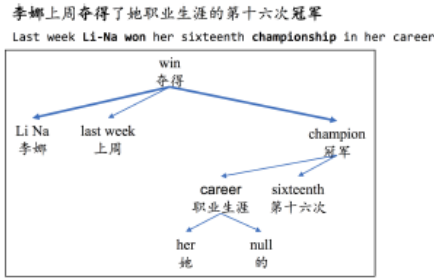 李娜上周夺得了她职业生涯的第十六次冠军
Last week Li-Na won her sixteenth championship in her career
win
夺得
Li Na
李娜
last week
上周
champion
冠军
career
职业生涯
sixteenth
第十六次
her
她
null
的